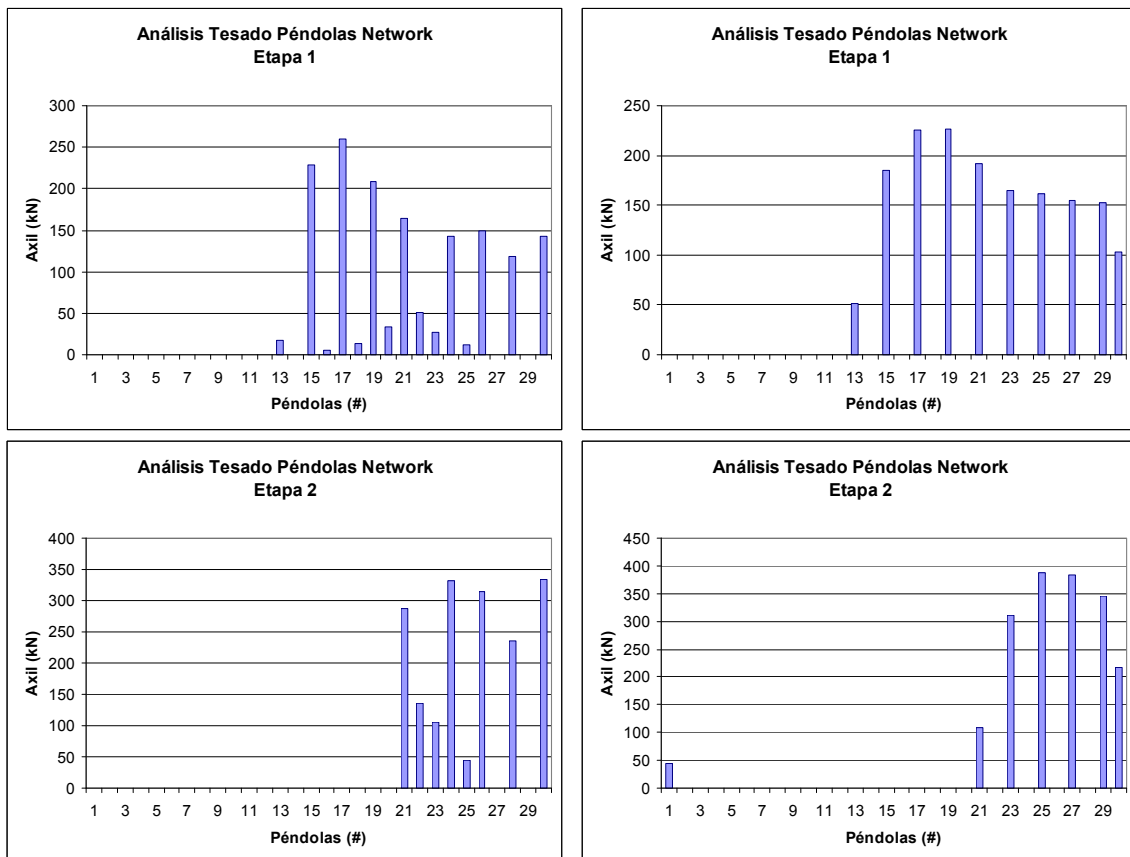 Análisis Tesado Péndolas Network
Etapa 1
300
250
200
150
100
50
0
Axil (kN)
1 3 5 7 9 11 13 15 17 19 21 23 25 27 29
Péndolas (#)
Análisis Tesado Péndolas Network
Etapa 1
250
200
150
100
50
0
Axil (kN)
1 3 5 7 9 11 13 15 17 19 21 23 25 27 29
Péndolas (#)
Análisis Tesado Péndolas Network
Etapa 2
400
350
300
250
200
150
100
50
0
Axil (kN)
1 3 5 7 9 11 13 15 17 19 21 23 25 27 29
Péndolas (#)
Análisis Tesado Péndolas Network
Etapa 2
450
400
350
300
250
200
150
100
50
0
Axil (kN)
1 3 5 7 9 11 13 15 17 19 21 23 25 27 29
Péndolas (#)